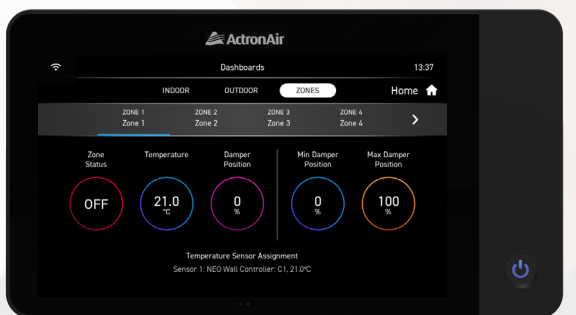 ActronAir
Dashboards 13:37
INDOOR OUTDOOR ZONES Home
ZONE 1 ZONE 2 ZONE 3 ZONE 4
Zone 1 Zone 2 Zone 3 Zone 4 >
Zone Status
Temperature
Damper Position
Min Damper Position
Max Damper Position
OFF
21.0 °C
0 %
0 %
100 %
Temperature Sensor Assignment
Sensor 1: NEO Wall Controller: C1, 21.0°C